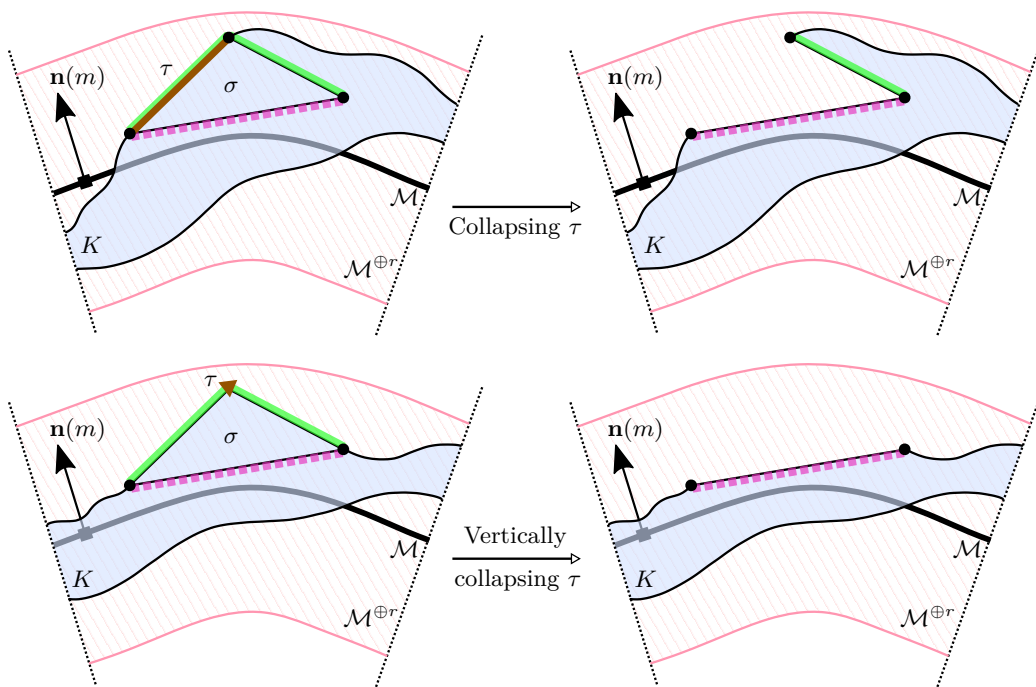 τ
σ
𝐧(m)
K
ℳ
ℳ^{⊕r}
Collapsing τ
𝐧(m)
K
ℳ
ℳ^{⊕r}
τ
σ
𝐧(m)
K
ℳ
ℳ^{⊕r}
Vertically
collapsing τ
𝐧(m)
K
ℳ
ℳ^{⊕r}